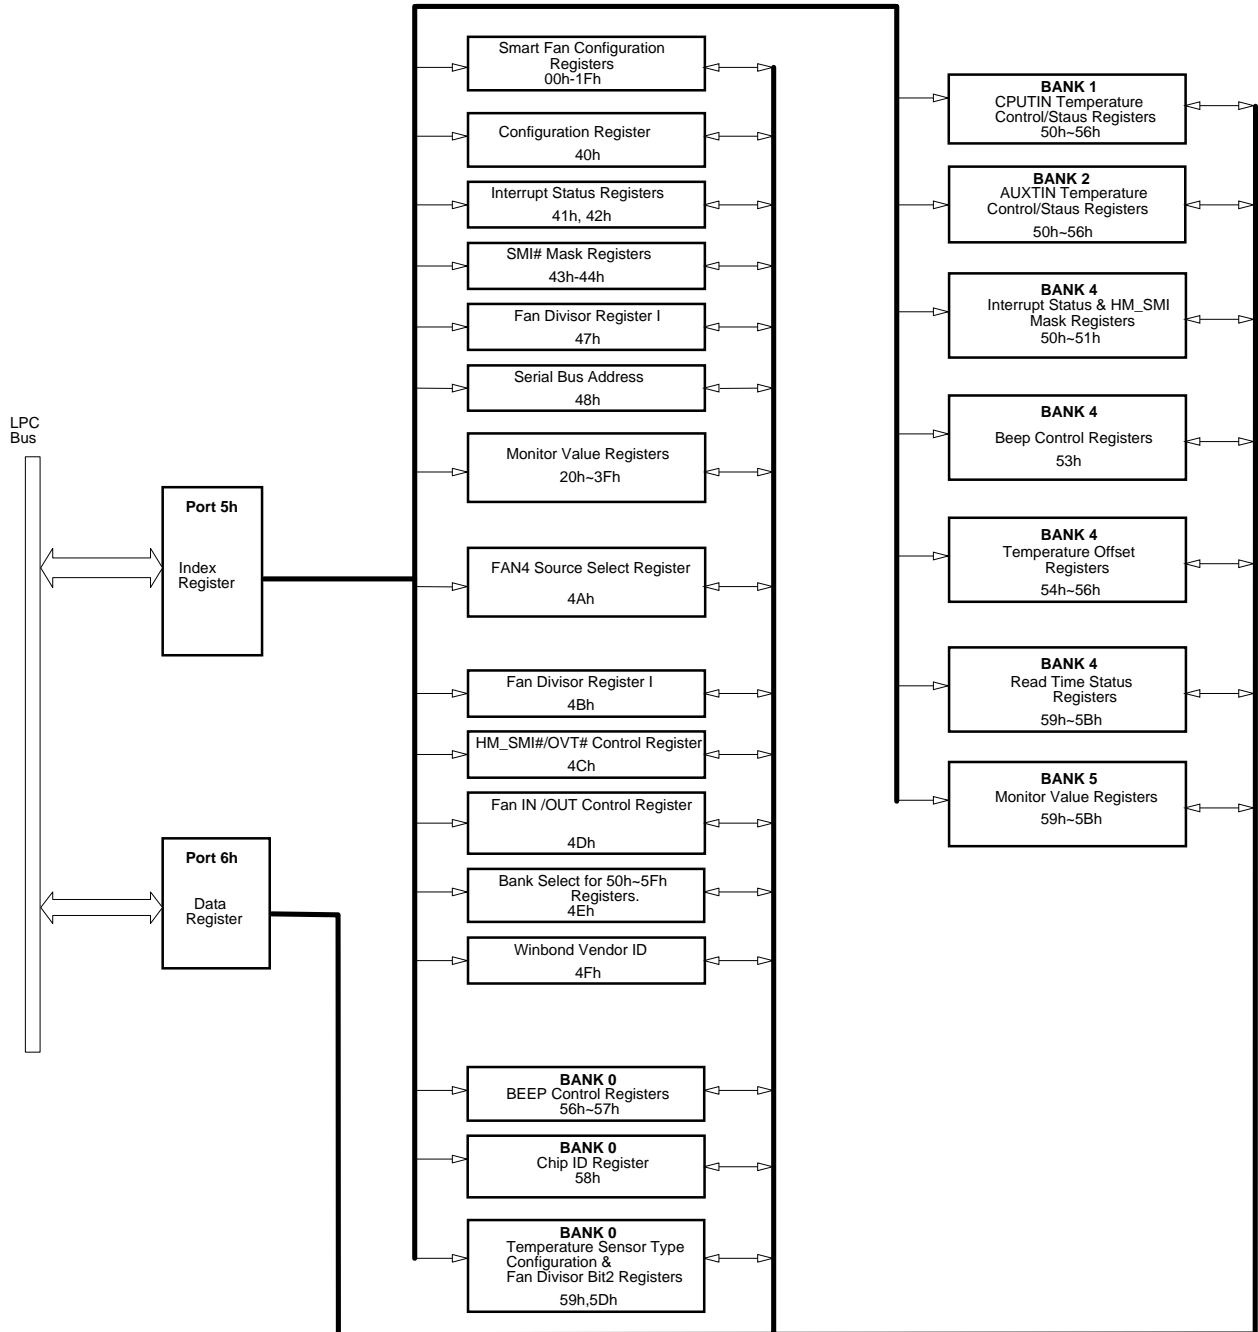 LPC
Bus
Port 5h
Index
Register
Port 6h
Data
Register
Smart Fan Configuration
Registers
00h-1Fh
Configuration Register
40h
Interrupt Status Registers
41h, 42h
SMI# Mask Registers
43h-44h
Fan Divisor Register I
47h
Serial Bus Address
48h
Monitor Value Registers
20h~3Fh
FAN4 Source Select Register
4Ah
Fan Divisor Register I
4Bh
HM_SMI#/OVT# Control Register
4Ch
Fan IN /OUT Control Register
4Dh
Bank Select for 50h~5Fh
Registers.
4Eh
Winbond Vendor ID
4Fh
BANK 0
BEEP Control Registers
56h~57h
BANK 0
Chip ID Register
58h
BANK 0
Temperature Sensor Type
Configuration &
Fan Divisor Bit2 Registers
59h,5Dh
BANK 1
CPUTIN Temperature
Control/Staus Registers
50h~56h
BANK 2
AUXTIN Temperature
Control/Staus Registers
50h~56h
BANK 4
Interrupt Status & HM_SMI
Mask Registers
50h~51h
BANK 4
Beep Control Registers
53h
BANK 4
Temperature Offset
Registers
54h~56h
BANK 4
Read Time Status
Registers
59h~5Bh
BANK 5
Monitor Value Registers
59h~5Bh